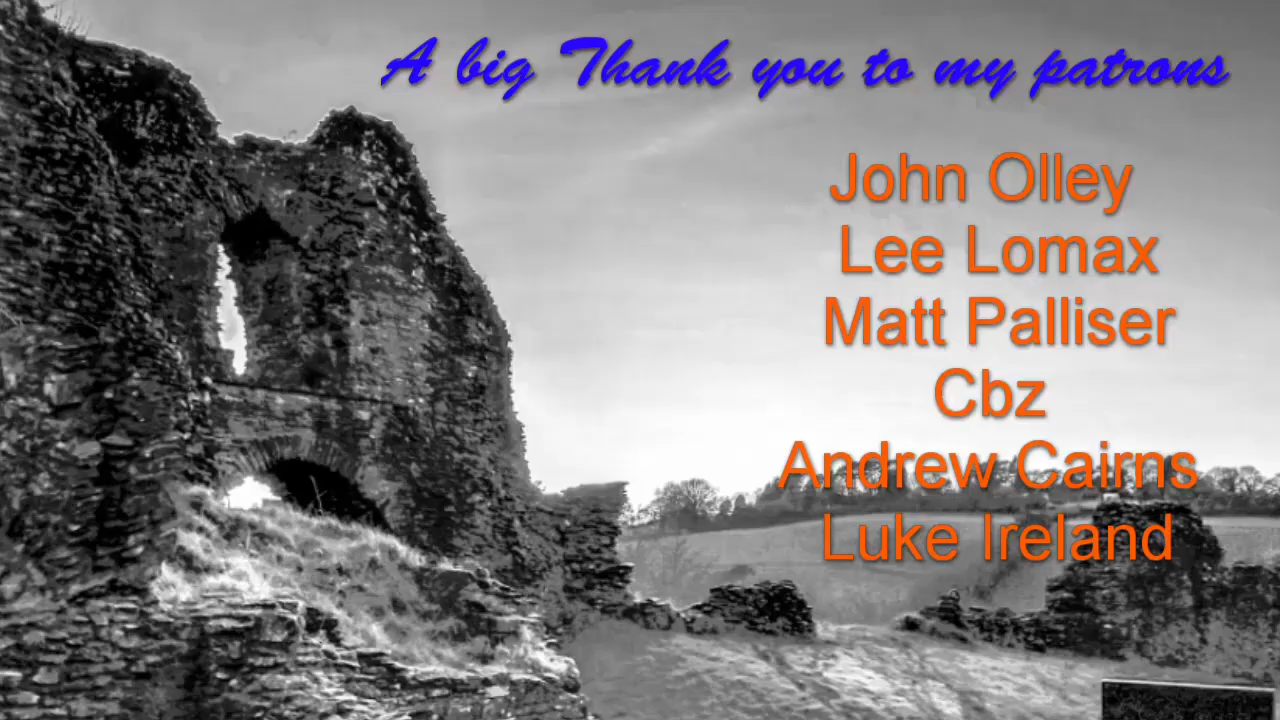 A big Thank you to my patrons
John Olley
Lee Lomax
Matt Palliser
Cbz
Andrew Cairns
Luke Ireland